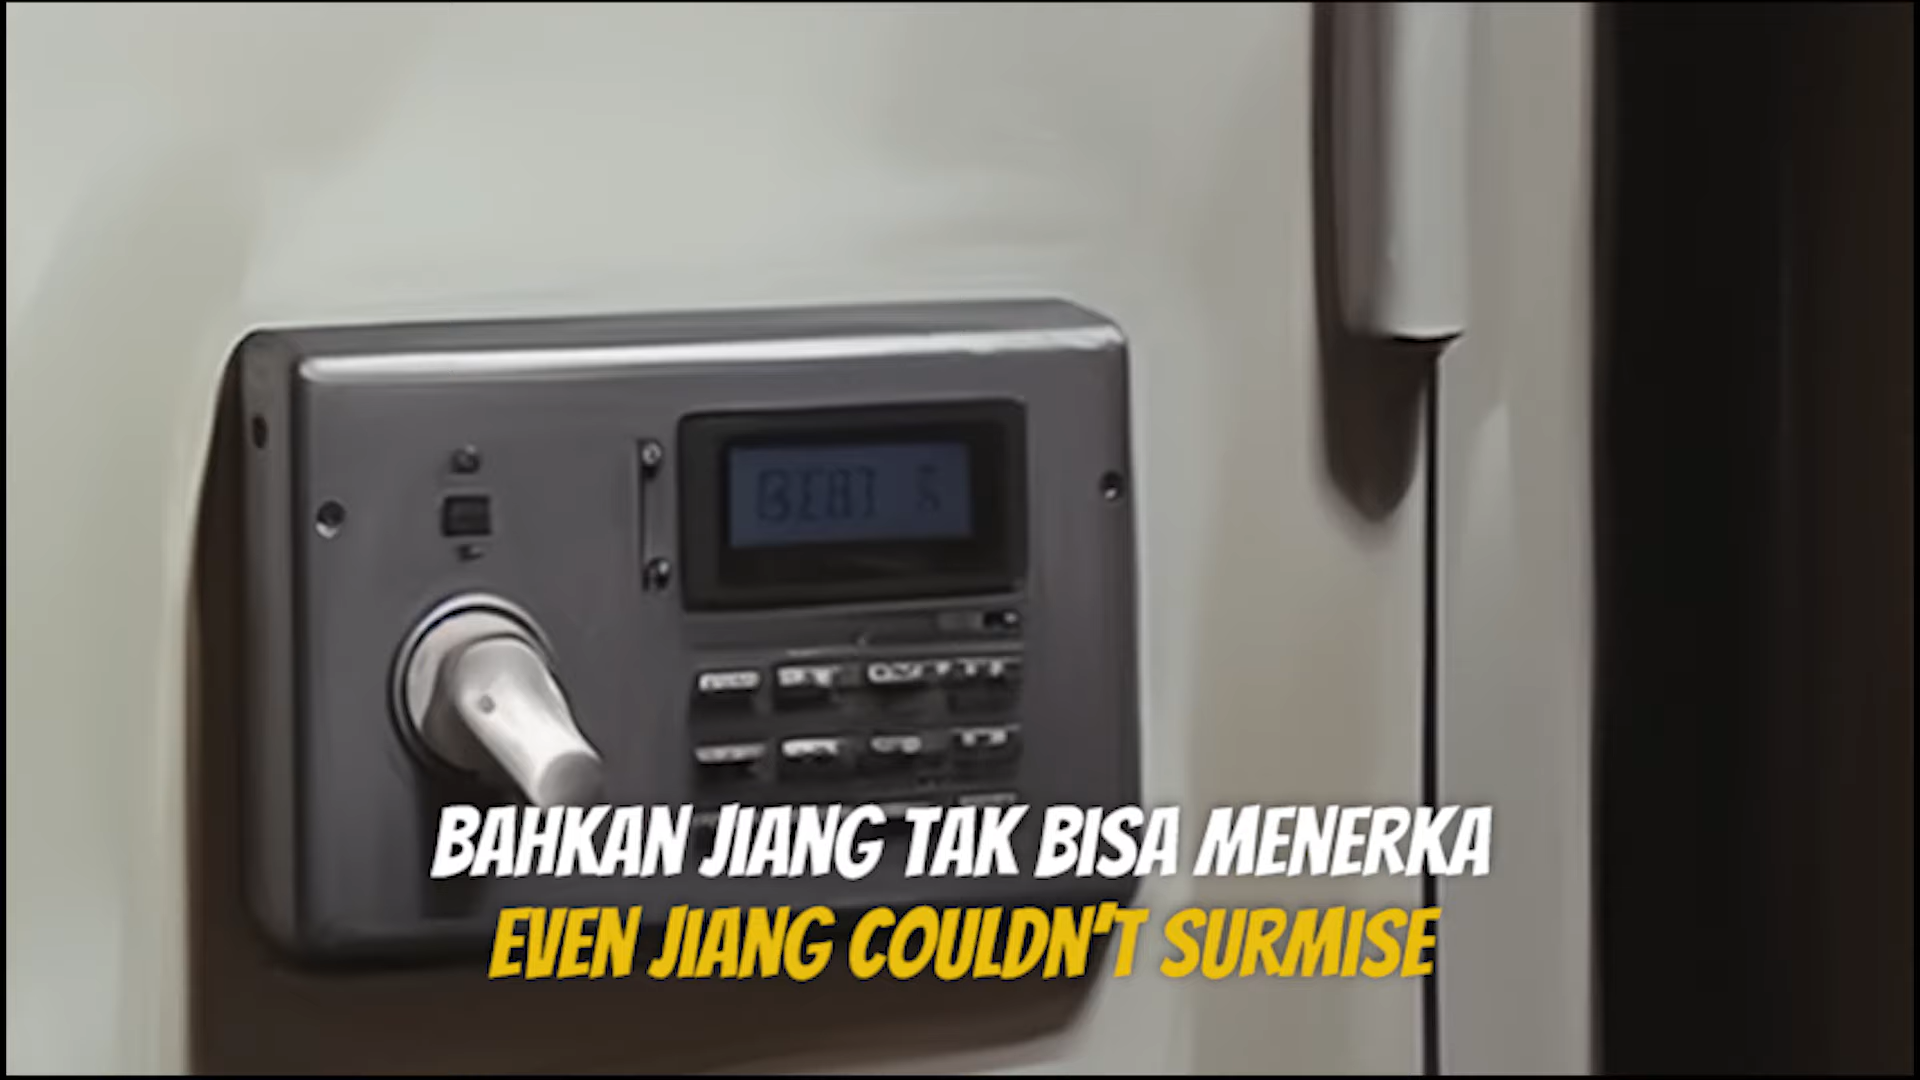 BAHKAN JIANG TAK BISA MENERKA
EVEN JIANG COULDN'T SURMISE